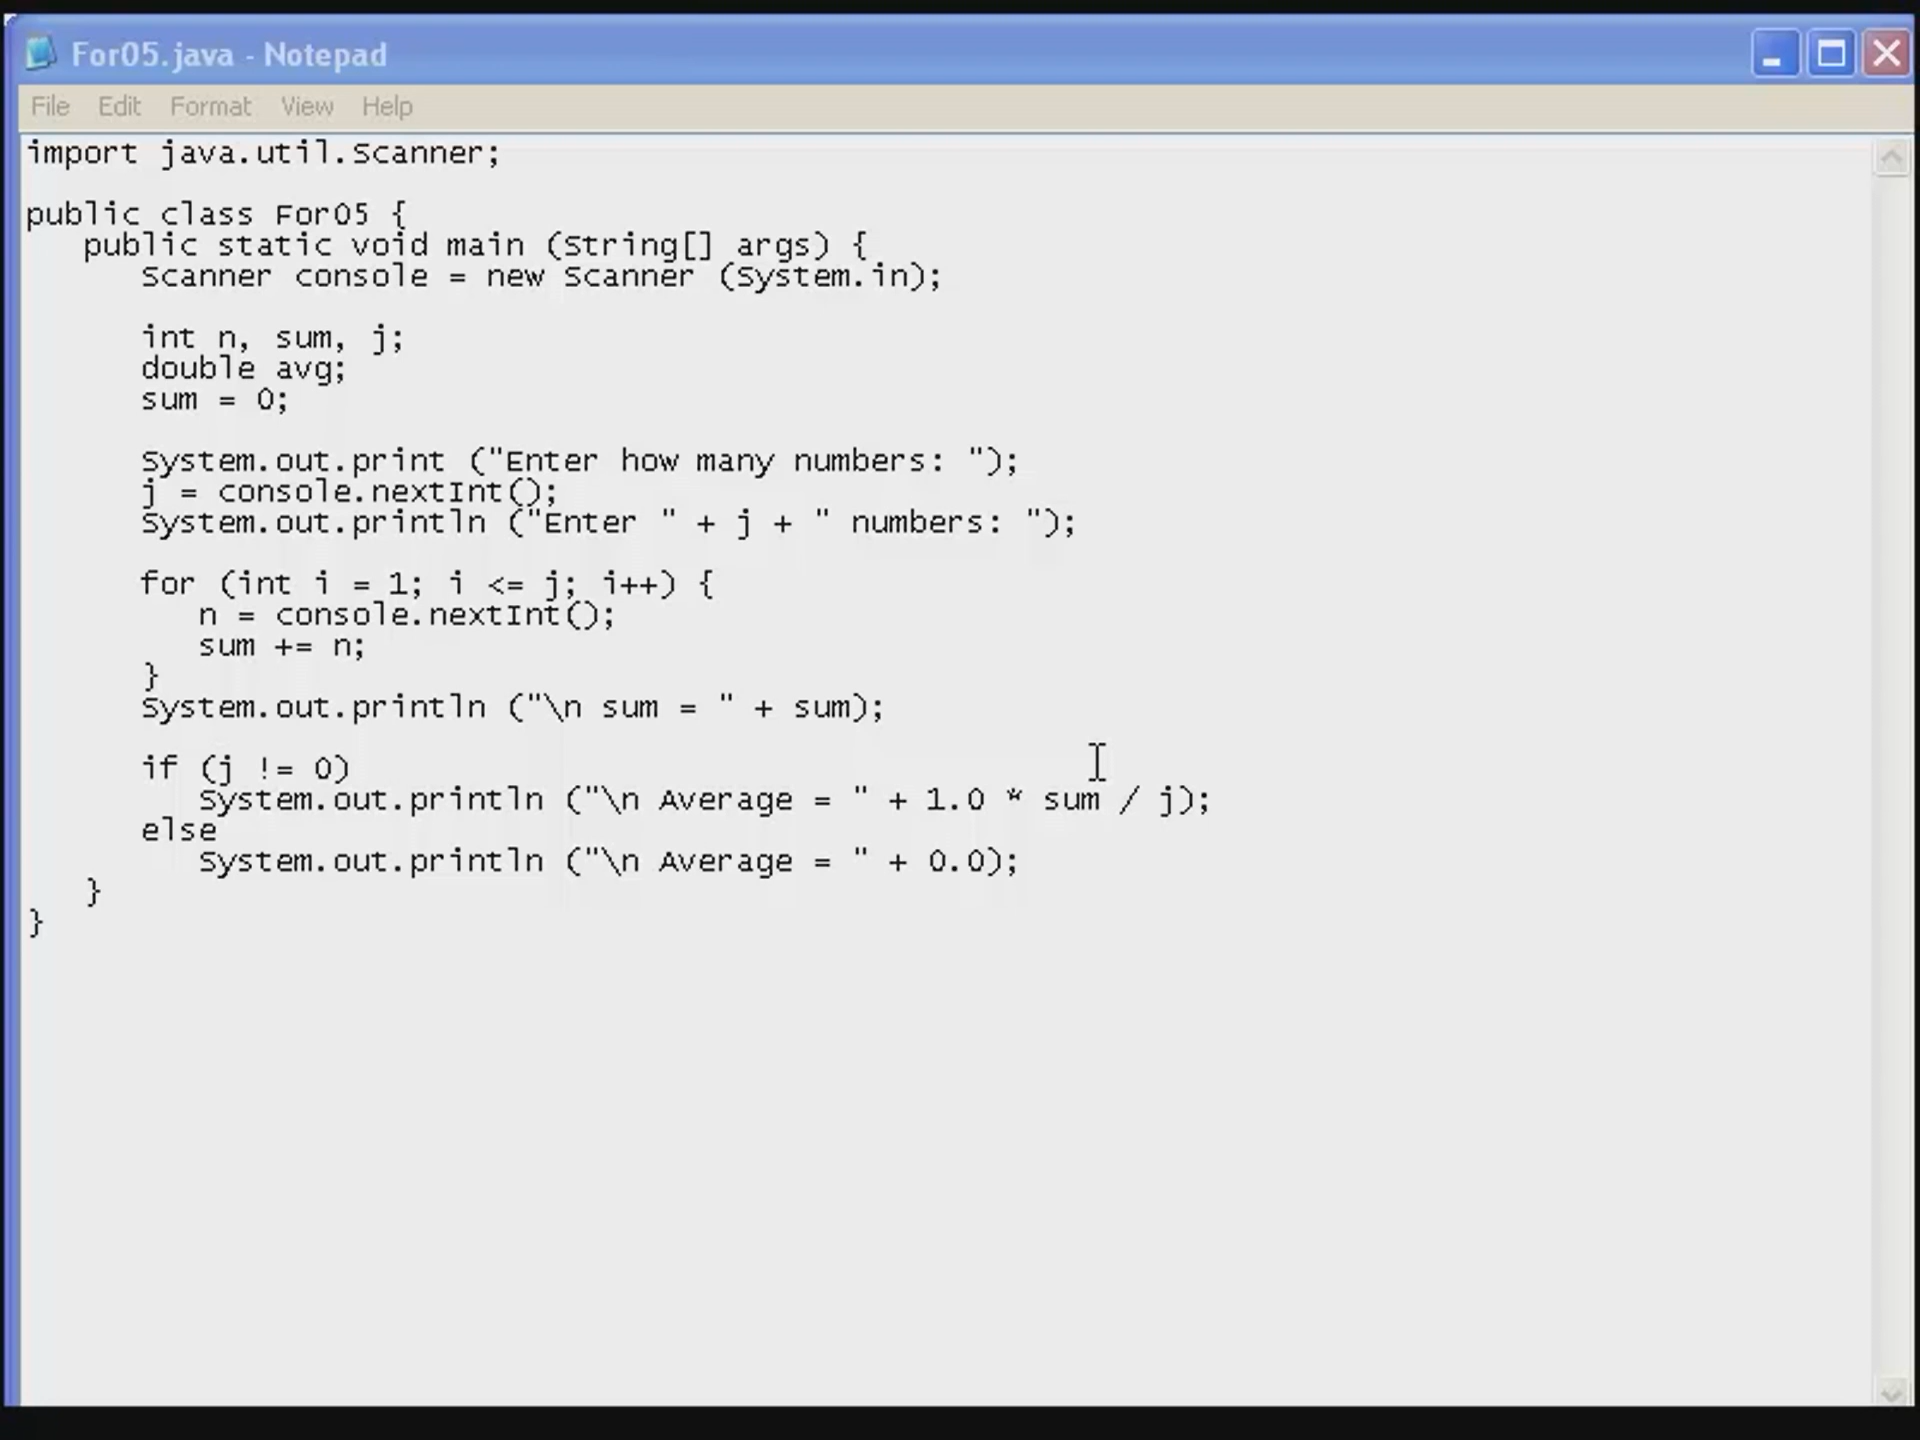 For05.java - Notepad
File Edit Format View Help
import java.util.Scanner;
public class For05 {
public static void main (String[] args) {
Scanner console = new Scanner (System.in);
int n, sum, j;
double avg;
sum = 0;
System.out.print ("Enter how many numbers: ");
j = console.nextInt();
System.out.println ("Enter " + j + " numbers: ");
for (int i = 1; i <= j; i++) {
n = console.nextInt();
sum += n;
}
System.out.println ("\n sum = " + sum);
if (j != 0)
System.out.println ("\n Average = " + 1.0 * sum / j);
else
System.out.println ("\n Average = " + 0.0);
}
}